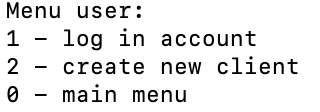 Menu user:
1 – log in account
2 – create new client
0 – main menu